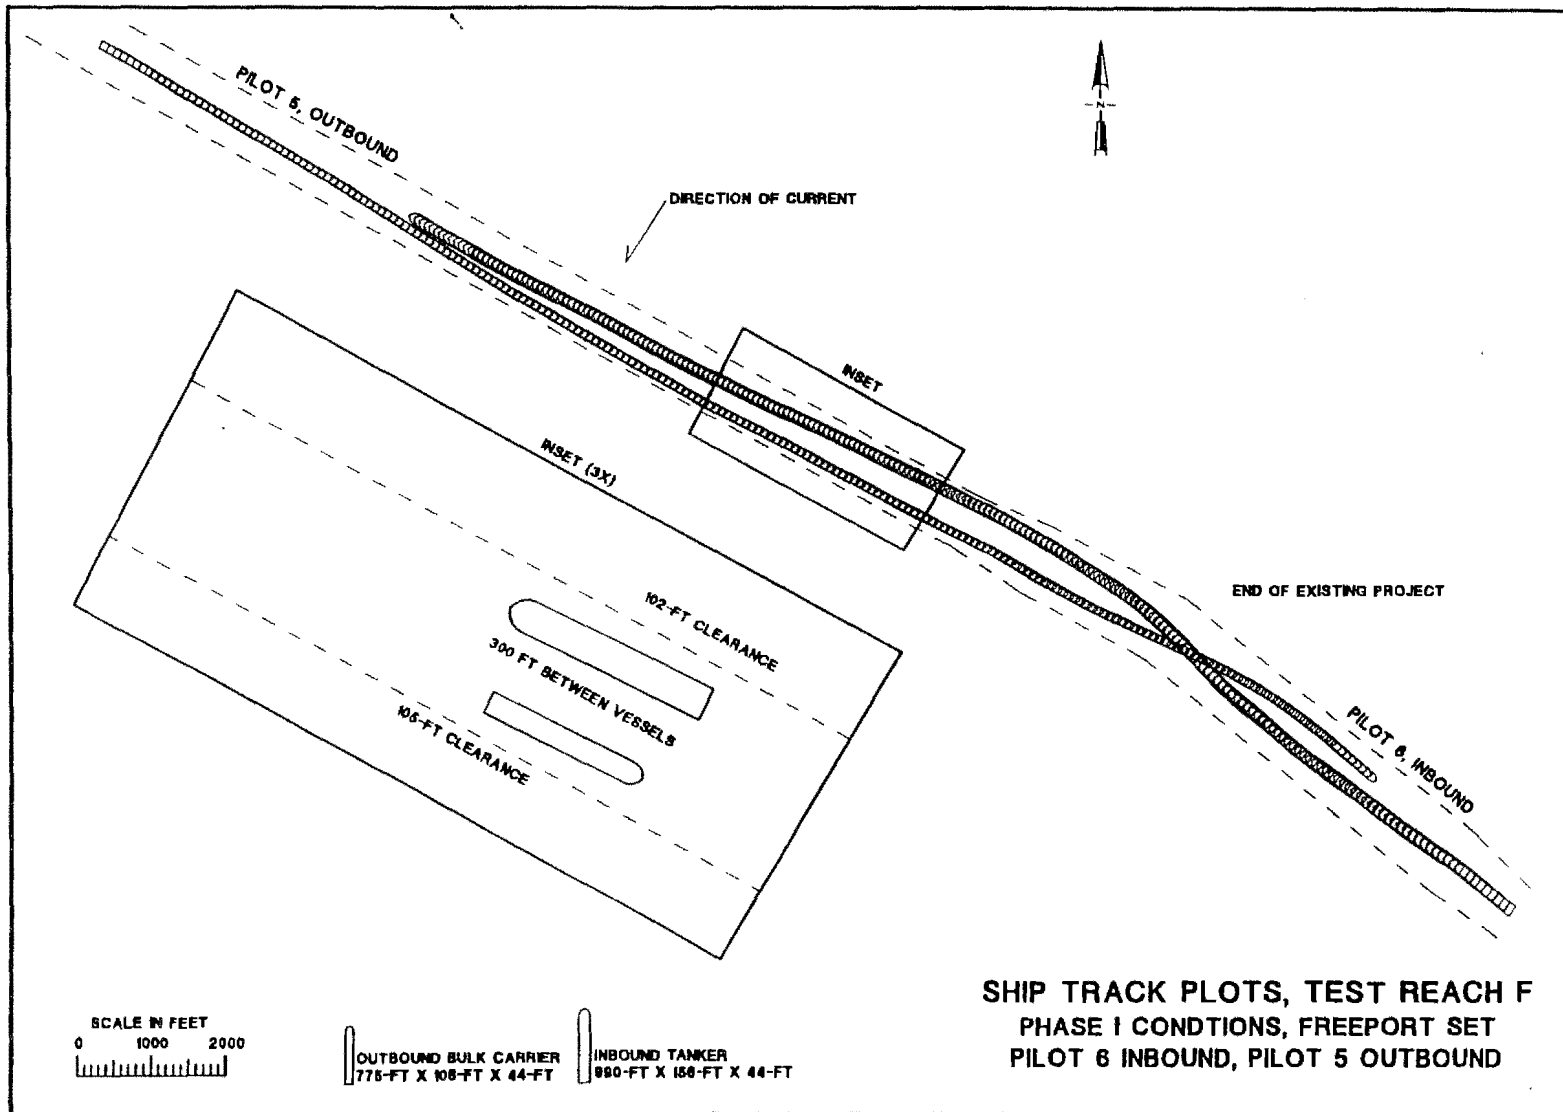 PILOT 5, OUTBOUND
N
DIRECTION OF CURRENT
INSET
INSET (3X)
END OF EXISTING PROJECT
102-FT CLEARANCE
300 FT BETWEEN VESSELS
105-FT CLEARANCE
PILOT 6, INBOUND
SHIP TRACK PLOTS, TEST REACH F
PHASE I CONDTIONS, FREEPORT SET
PILOT 6 INBOUND, PILOT 5 OUTBOUND
SCALE IN FEET
0 1000 2000
OUTBOUND BULK CARRIER
775-FT X 106-FT X 44-FT
INBOUND TANKER
990-FT X 156-FT X 44-FT